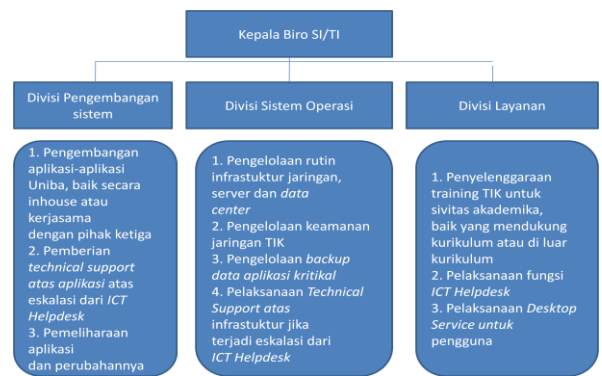 Kepala Biro SI/TI
Divisi Pengembangan
sistem
Divisi Sistem Operasi
Divisi Layanan
1. Pengembangan
aplikasi-aplikasi
Uniba, baik secara
inhouse atau
kerjasama
dengan pihak ketiga
2. Pemberian
technical support
atas aplikasi atas
eskalasi dari ICT
Helpdesk
3. Pemeliharaan
aplikasi
dan perubahannya
1. Pengelolaan rutin
infrastuktur jaringan,
server dan data
center
2. Pengelolaan keamanan
jaringan TIK
3. Pengelolaan backup
data aplikasi kritikal
4. Pelaksanaan Technical
Support atas
infrastuktur jika
terjadi eskalasi dari
ICT Helpdesk
1. Penyelenggaraan
training TIK untuk
sivitas akademika,
baik yang mendukung
kurikulum atau di luar
kurikulum
2. Pelaksanaan fungsi
ICT Helpdesk
3. Pelaksanaan Desktop
Service untuk
pengguna